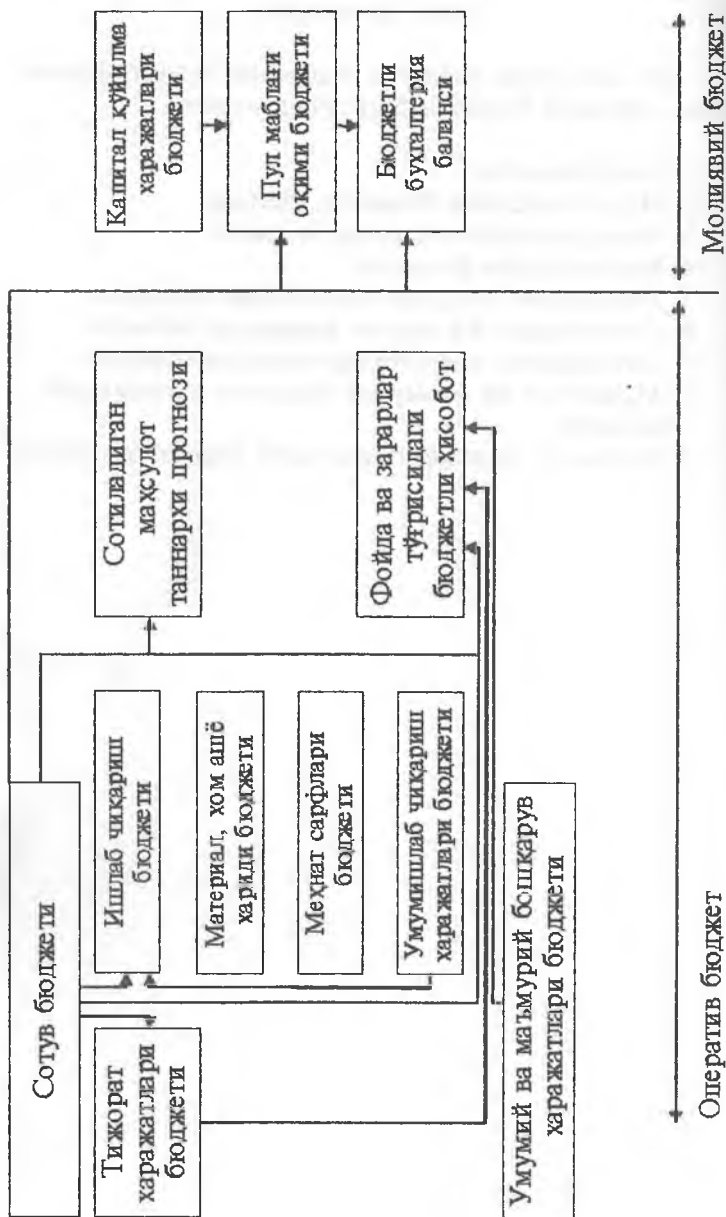 Сотув бюджети
Тижорат
харажатлари
бюджети
Ишлаб чиқариш
бюджети
Материал, хом ашё
хариди бюджети
Меҳнат сарфлари
бюджети
Умумишлаб чиқариш
харажатлари бюджети
Умумий ва маъмурий бошқарув
харажатлари бюджети
Сотиладиган
маҳсулот
таннархи прогнози
Фойда ва зарарлар
тўғрисидаги
бюджетли ҳисобот
Капитал қуйилма
харажатлари
бюджети
Пул маблағи
оқими бюджети
Бюджетли
бухгалтерия
баланси
Оператив бюджет
Молиявий бюджет